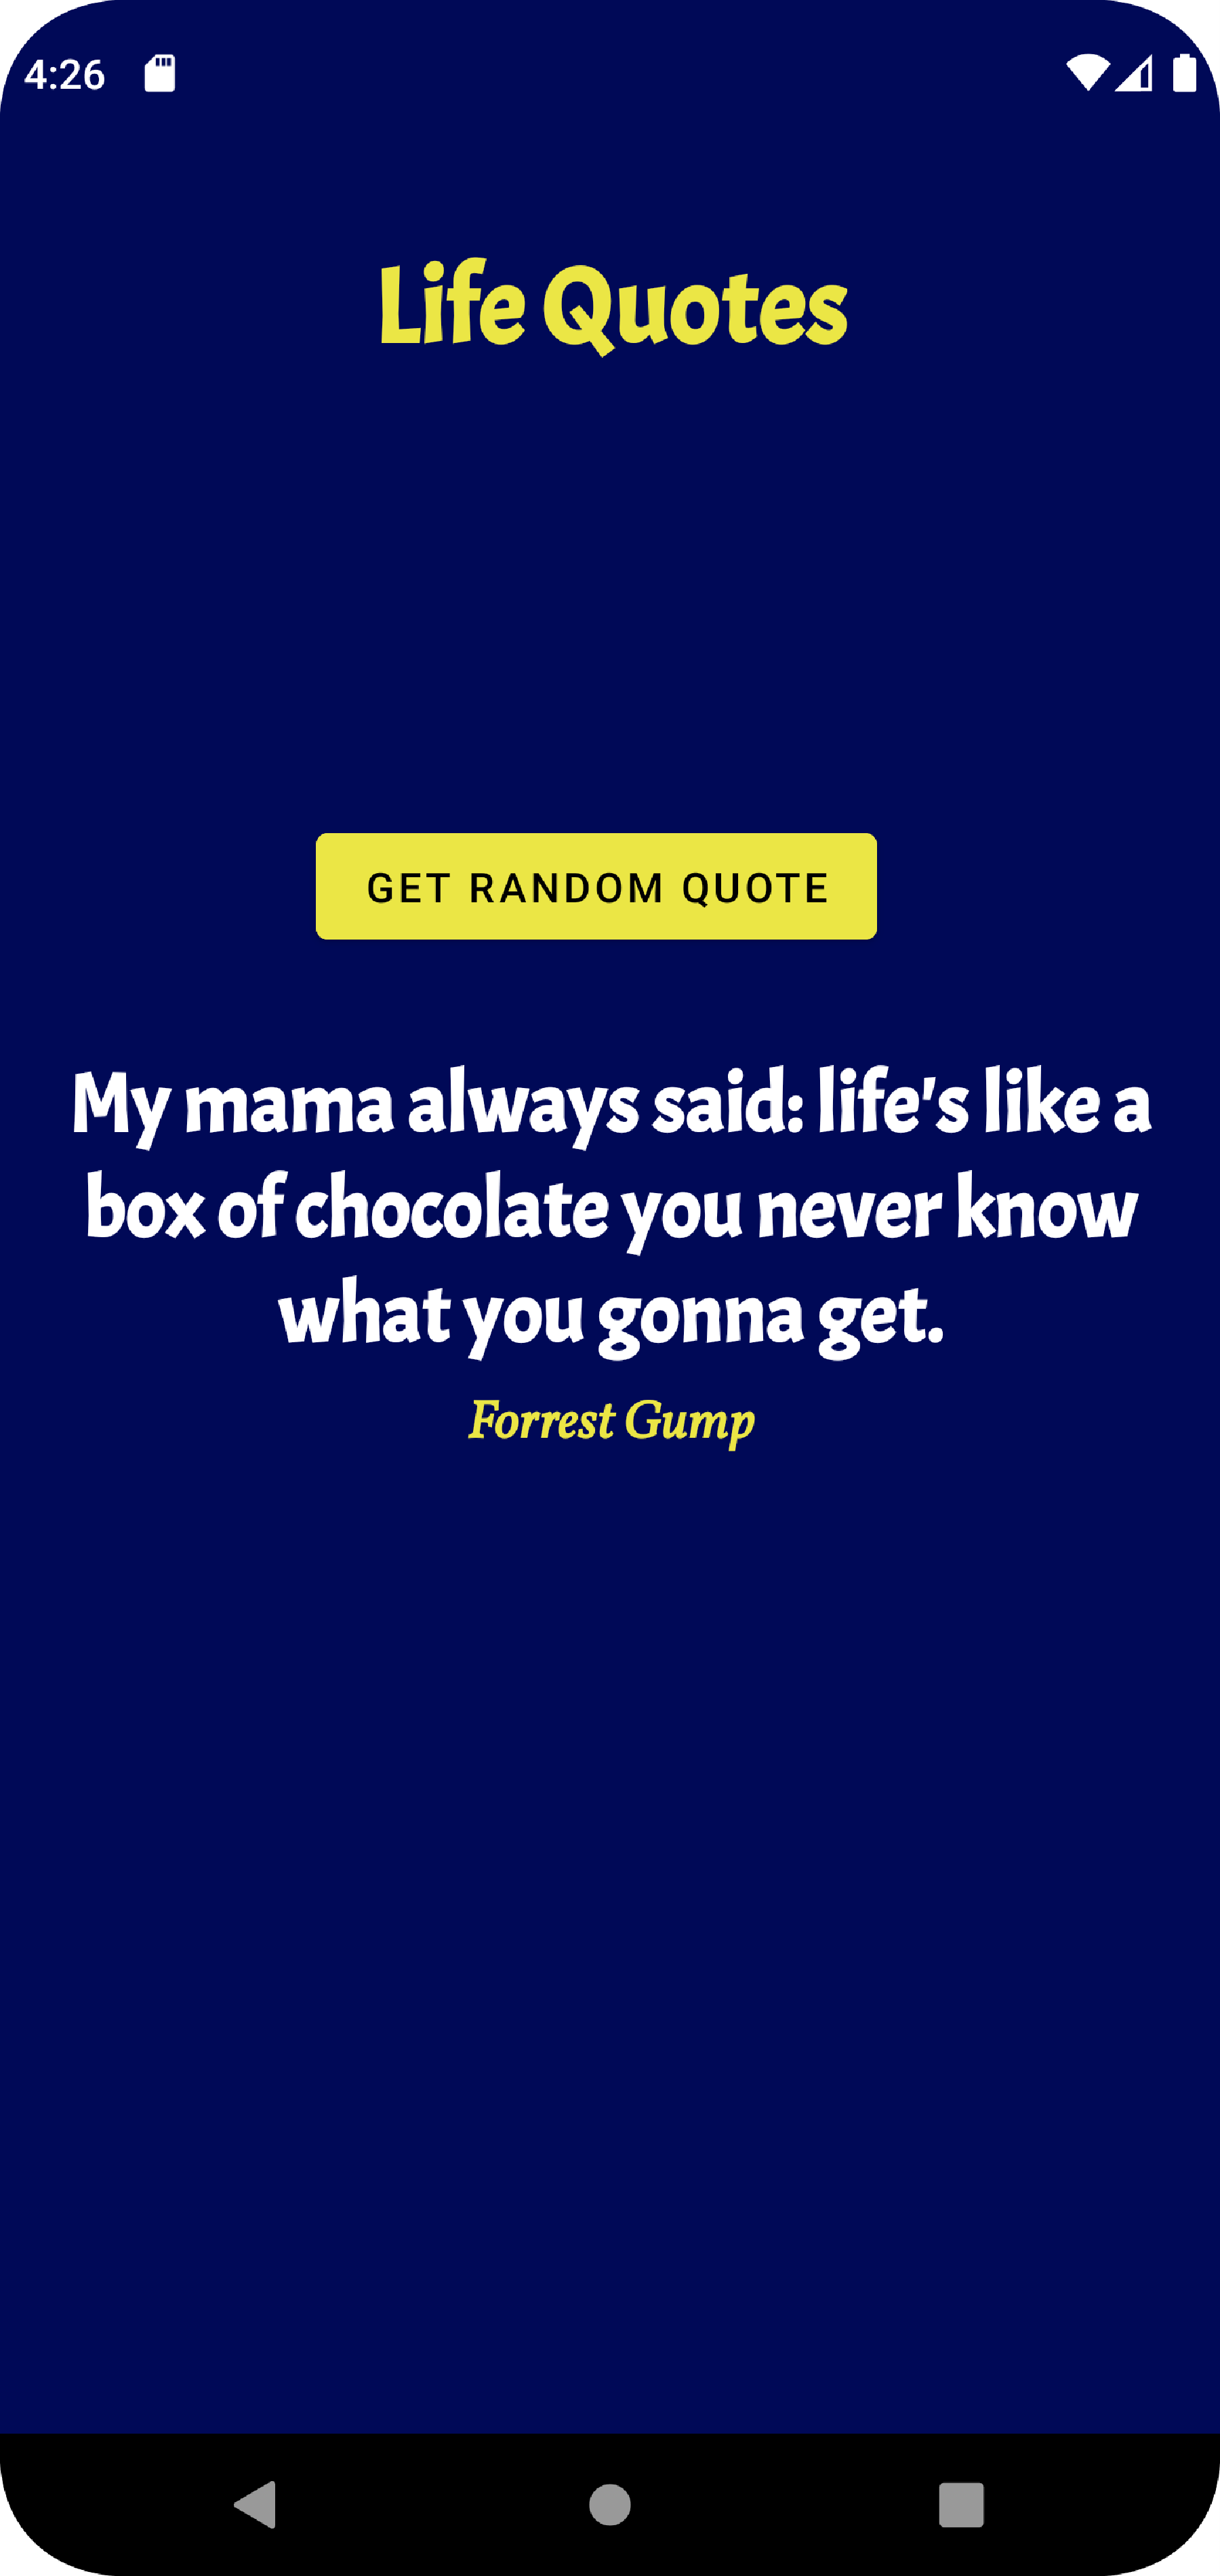 4:26
Life Quotes
GET RANDOM QUOTE
My mama always said: life's like a
box of chocolate you never know
what you gonna get.
Forrest Gump